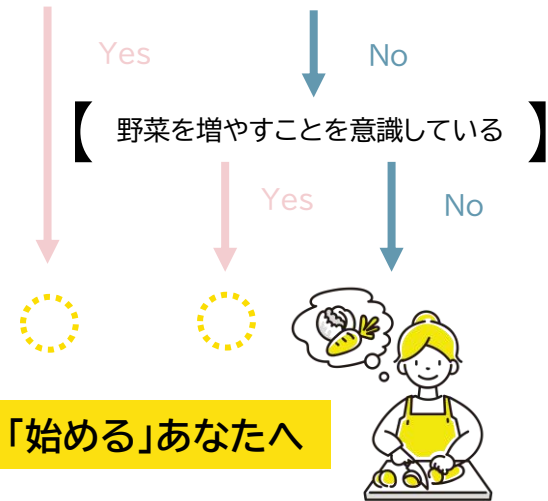 Yes
No
【 野菜を増やすことを意識している 】
Yes
No
「始める」あなたへ